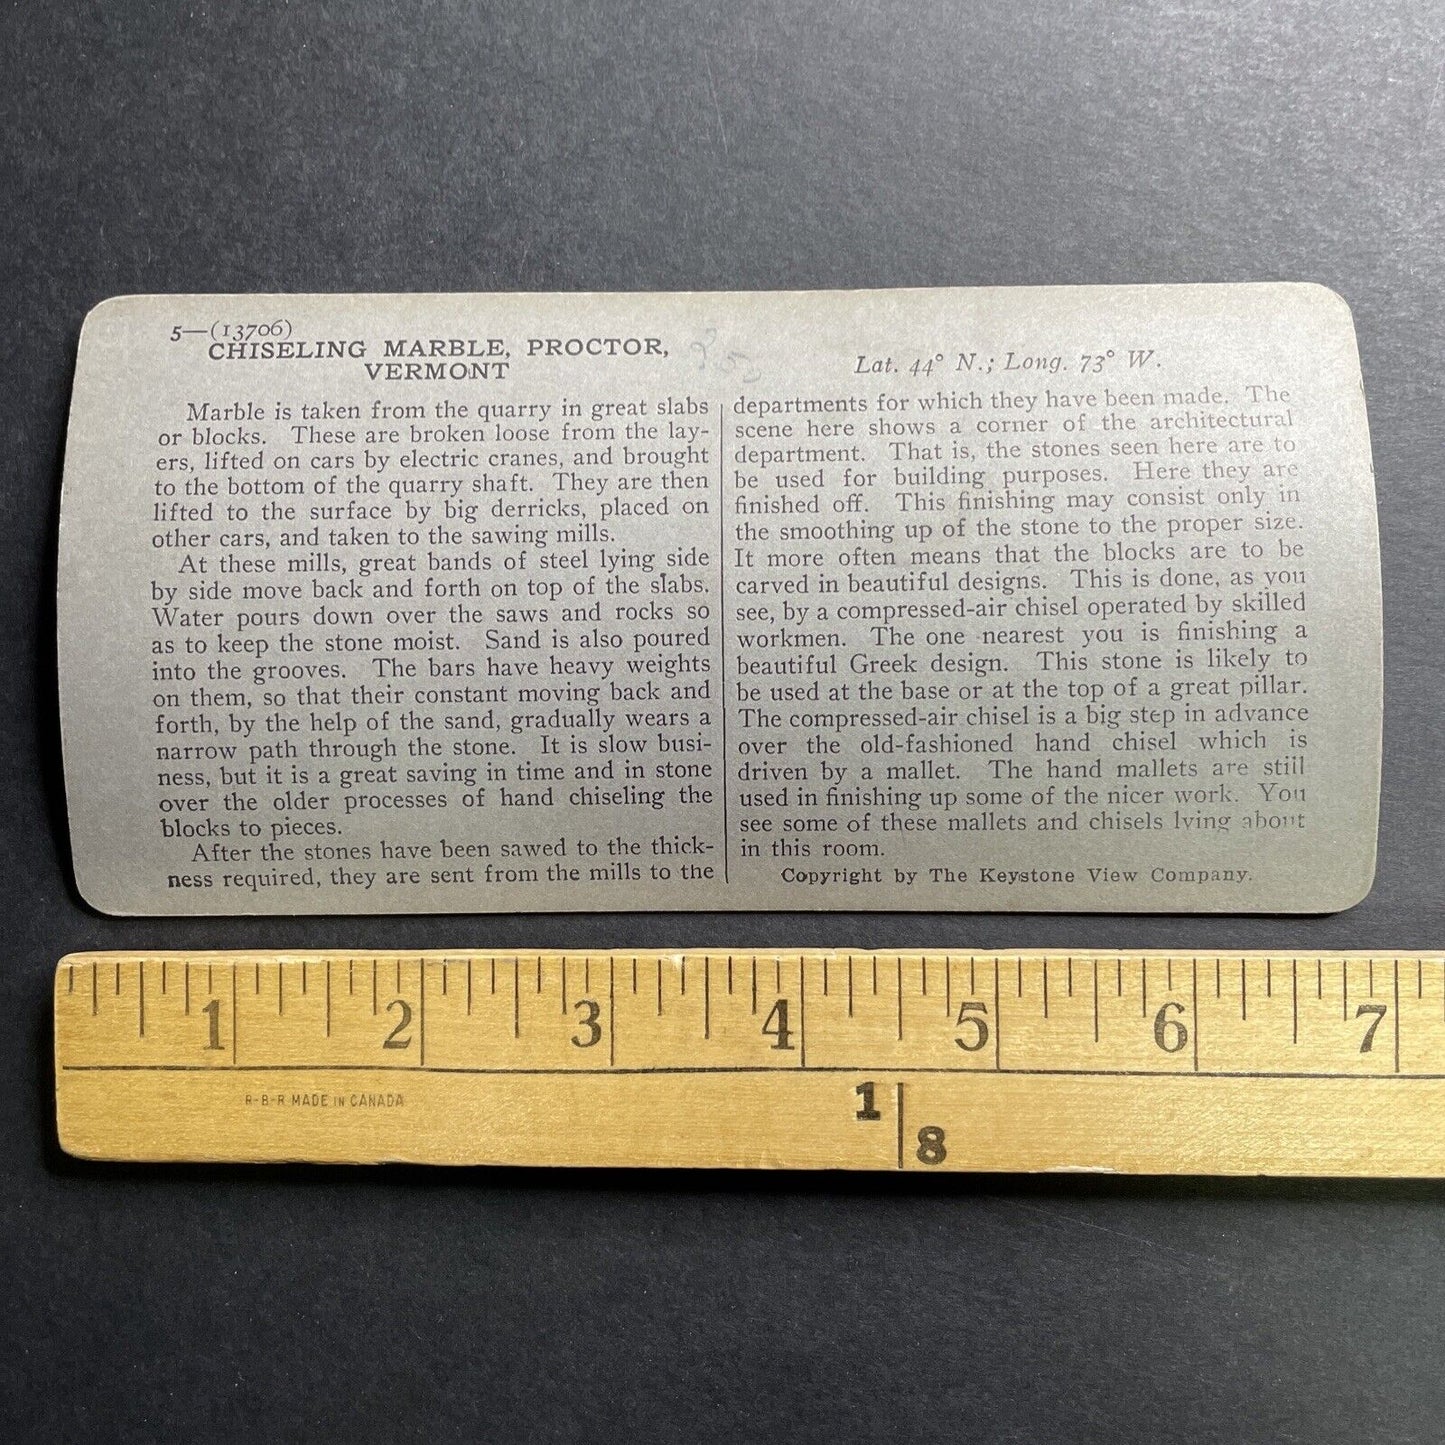 5—(13706)
CHISELING MARBLE, PROCTOR,
VERMONT
Lat. 44° N.; Long. 73° W.
Marble is taken from the quarry in great slabs
or blocks. These are broken loose from the lay-
ers, lifted on cars by electric cranes, and brought
to the bottom of the quarry shaft. They are then
lifted to the surface by big derricks, placed on
other cars, and taken to the sawing mills.
At these mills, great bands of steel lying side
by side move back and forth on top of the slabs.
Water pours down over the saws and rocks so
as to keep the stone moist. Sand is also poured
into the grooves. The bars have heavy weights
on them, so that their constant moving back and
forth, by the help of the sand, gradually wears a
narrow path through the stone. It is slow busi-
ness, but it is a great saving in time and in stone
over the older processes of hand chiseling the
blocks to pieces.
After the stones have been sawed to the thick-
ness required, they are sent from the mills to the
departments for which they have been made. The
scene here shows a corner of the architectural
department. That is, the stones seen here are to
be used for building purposes. Here they are
finished off. This finishing may consist only in
the smoothing up of the stone to the proper size.
It more often means that the blocks are to be
carved in beautiful designs. This is done, as you
see, by a compressed-air chisel operated by skilled
workmen. The one nearest you is finishing a
beautiful Greek design. This stone is likely to
be used at the base or at the top of a great pillar.
The compressed-air chisel is a big step in advance
over the old-fashioned hand chisel which is
driven by a mallet. The hand mallets are still
used in finishing up some of the nicer work. You
see some of these mallets and chisels lying about
in this room.
Copyright by The Keystone View Company.
1 2 3 4 5 6 7
R-B-R MADE IN CANADA
1
8